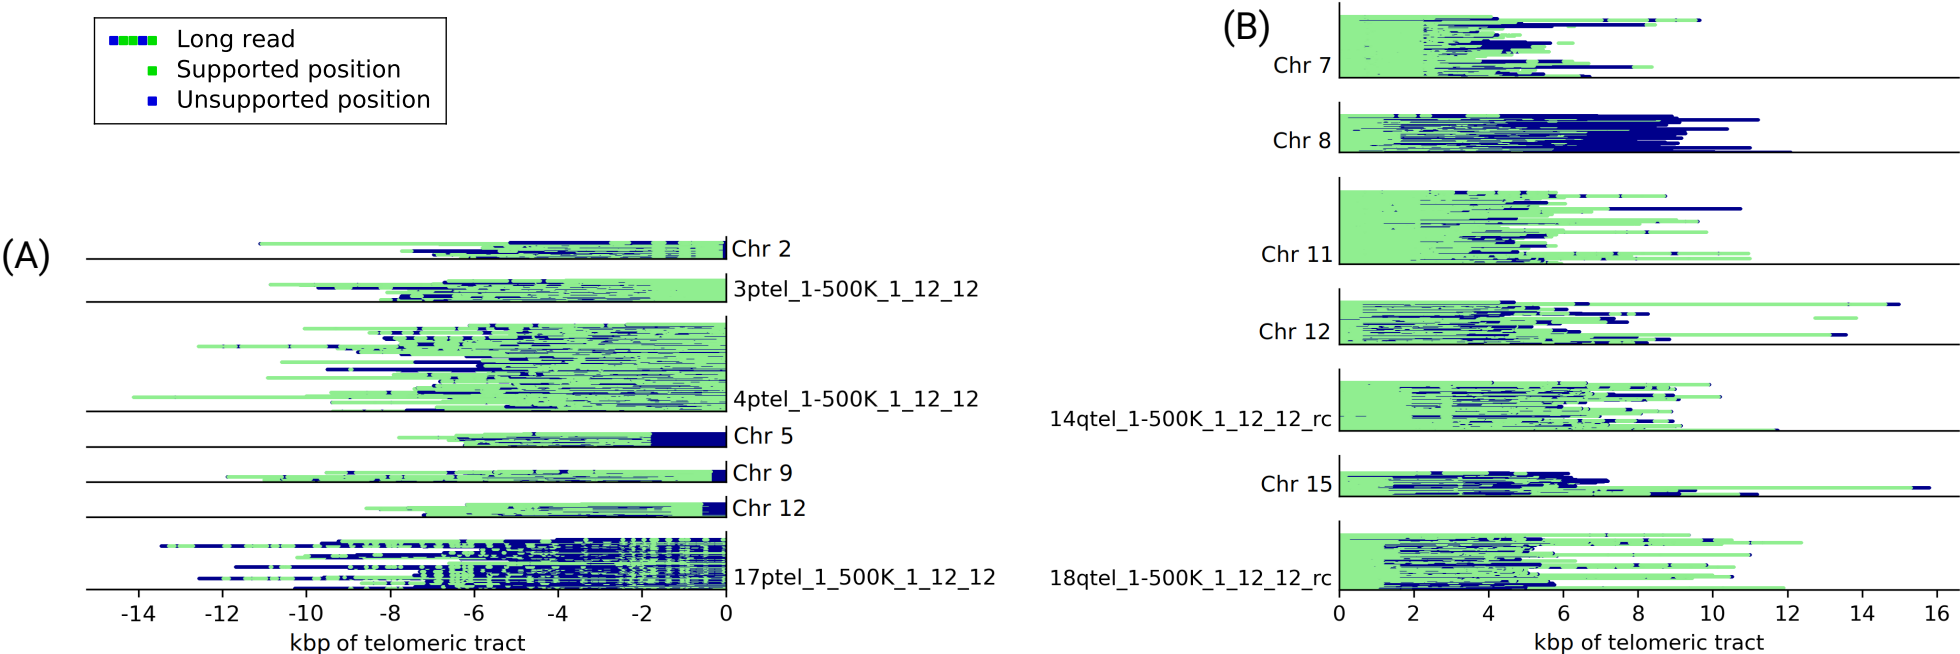 Long read
Supported position
Unsupported position
(A)
Chr 2
3ptel_1-500K_1_12_12
4ptel_1-500K_1_12_12
Chr 5
Chr 9
Chr 12
17ptel_1_500K_1_12_12
-14 -12 -10 -8 -6 -4 -2 0
kbp of telomeric tract
(B)
Chr 7
Chr 8
Chr 11
Chr 12
14qtel_1-500K_1_12_12_rc
Chr 15
18qtel_1-500K_1_12_12_rc
0 2 4 6 8 10 12 14 16
kbp of telomeric tract